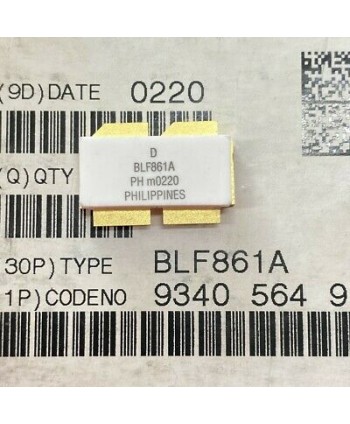 (9D) DATE 0220
(Q) QTY
D
BLF861A
PH m0220
PHILIPPINES
(30P) TYPE BLF861A
1P) CODENO 9340 564 9